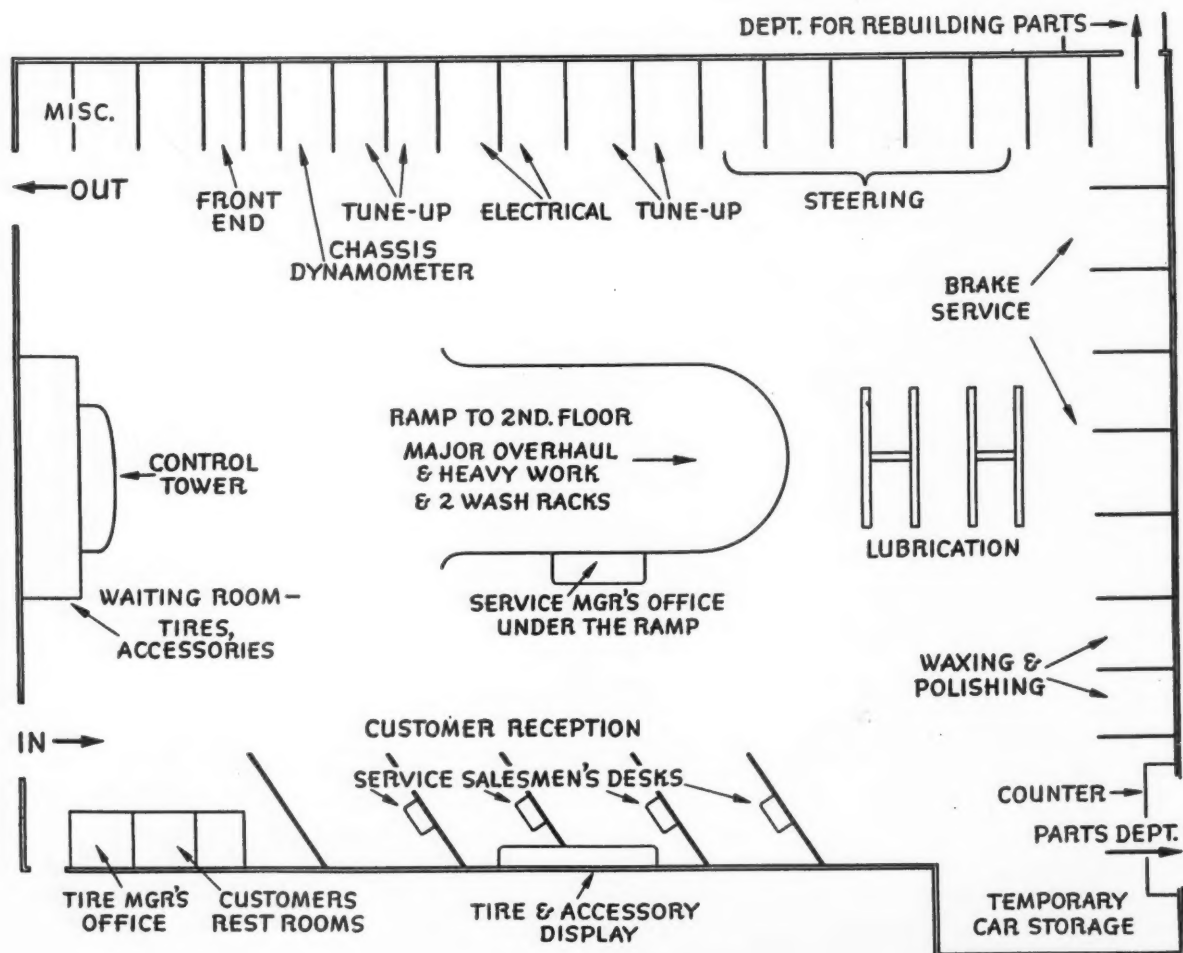 DEPT. FOR REBUILDING PARTS
MISC.
OUT
FRONT
END
CHASSIS
DYNAMOMETER
TUNE-UP
ELECTRICAL
TUNE-UP
STEERING
BRAKE
SERVICE
RAMP TO 2ND. FLOOR
MAJOR OVERHAUL
& HEAVY WORK
& 2 WASH RACKS
CONTROL
TOWER
LUBRICATION
WAITING ROOM –
TIRES,
ACCESSORIES
SERVICE MGR'S OFFICE
UNDER THE RAMP
WAXING &
POLISHING
IN
CUSTOMER RECEPTION
SERVICE SALESMEN'S DESKS
COUNTER
PARTS DEPT.
TIRE MGR'S
OFFICE
CUSTOMERS
REST ROOMS
TIRE & ACCESSORY
DISPLAY
TEMPORARY
CAR STORAGE